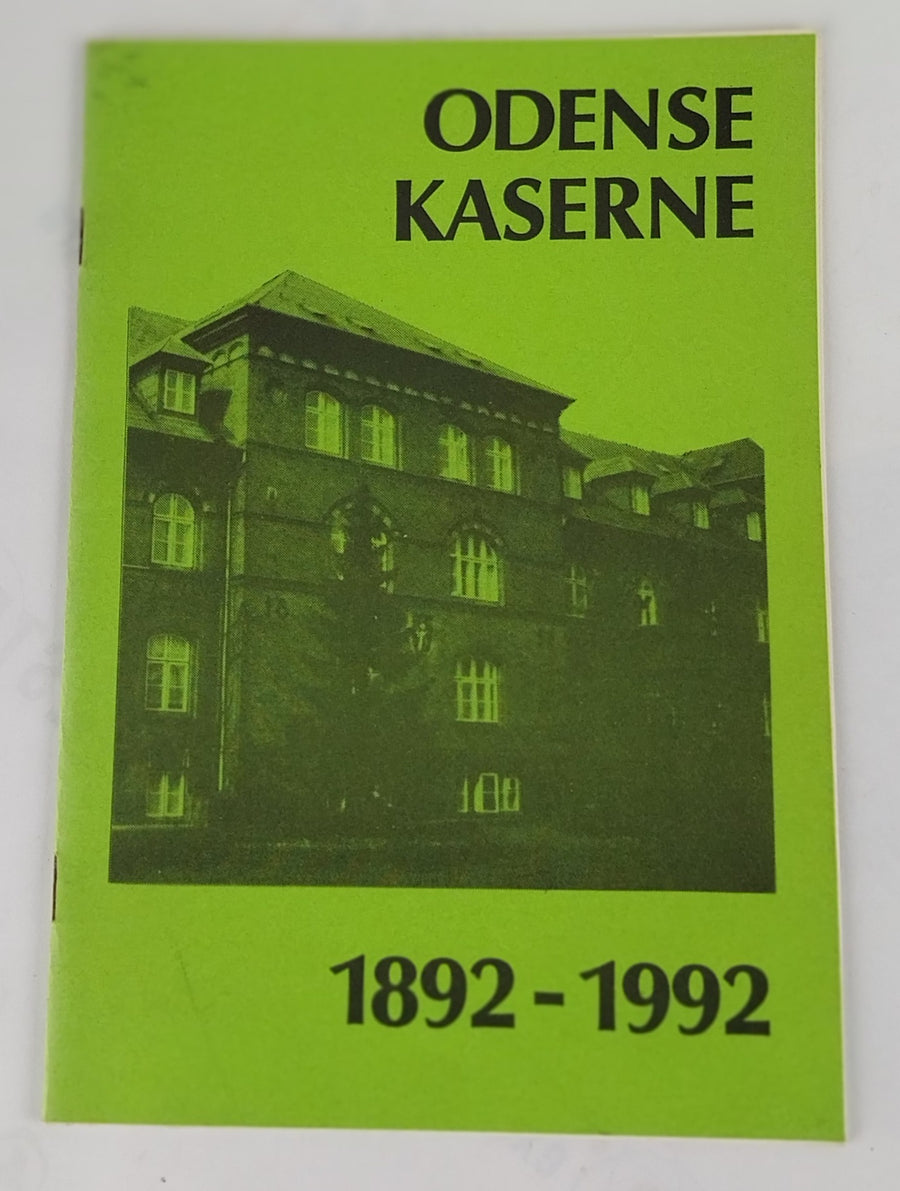 ODENSE
KASERNE
1892 - 1992